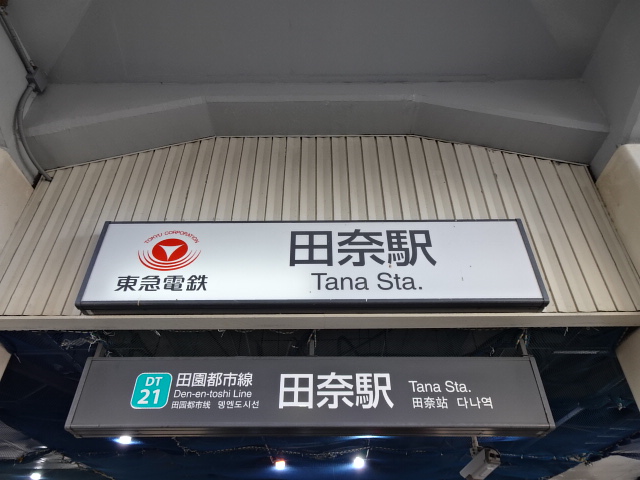 TOKYU CORPORATION
東急電鉄
田奈駅
Tana Sta.
DT
21
田園都市線
Den-en-toshi Line
田园都市线 덴엔도시선
田奈駅
Tana Sta.
田奈站 다나역